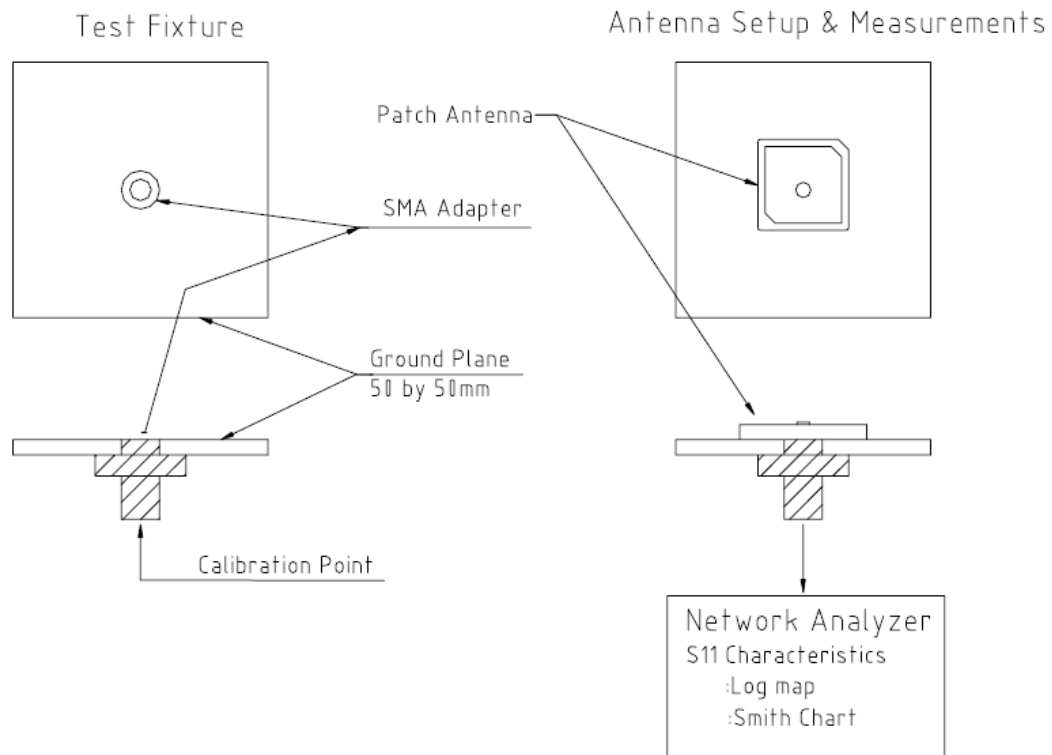 Test Fixture
Antenna Setup & Measurements
Patch Antenna
SMA Adapter
Ground Plane
50 by 50mm
Calibration Point
Network Analyzer
S11 Characteristics
:Log map
:Smith Chart